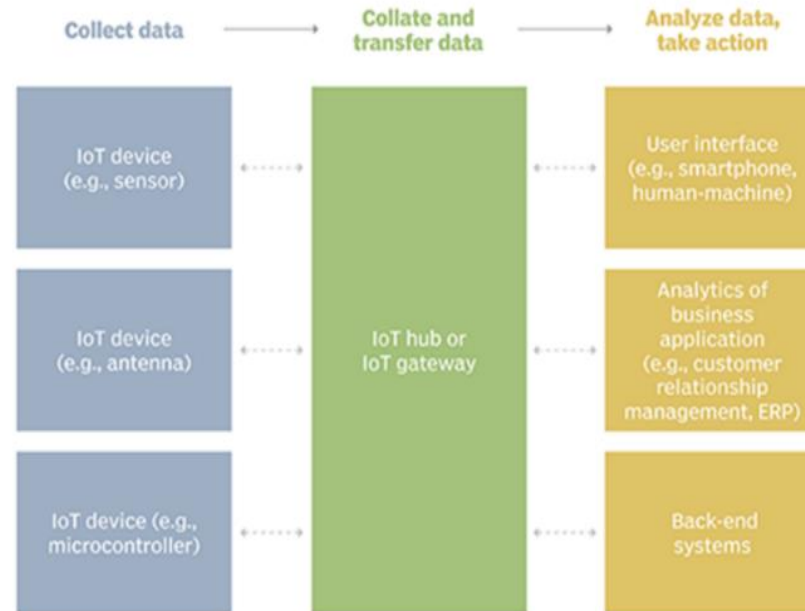 Collect data
Collate and
transfer data
Analyze data,
take action
IoT device
(e.g., sensor)
IoT device
(e.g., antenna)
IoT device (e.g.,
microcontroller)
IoT hub or
IoT gateway
User interface
(e.g., smartphone,
human-machine)
Analytics of
business
application
(e.g., customer
relationship
management, ERP)
Back-end
systems